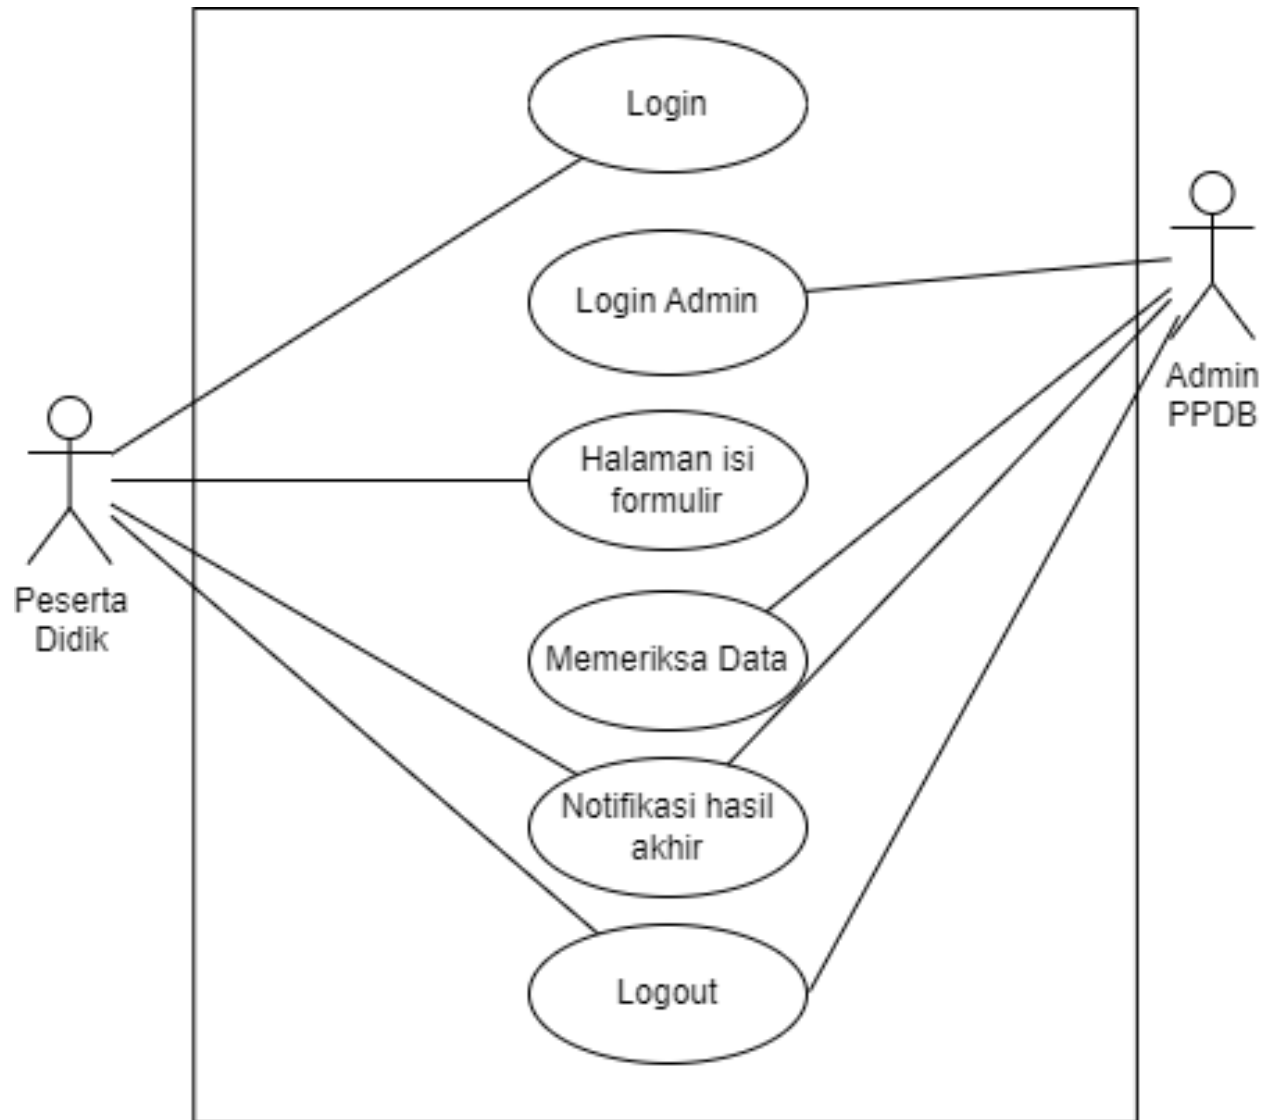 Login
Login Admin
Admin
PPDB
Halaman isi
formulir
Peserta
Didik
Memeriksa Data
Notifikasi hasil
akhir
Logout